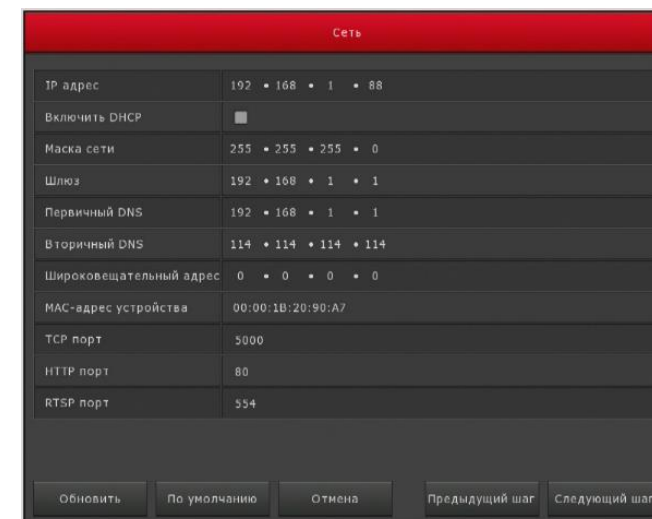 Сеть
IP адрес 192 • 168 • 1 • 88
Включить DHCP
Маска сети 255 • 255 • 255 • 0
Шлюз 192 • 168 • 1 • 1
Первичный DNS 192 • 168 • 1 • 1
Вторичный DNS 114 • 114 • 114 • 114
Широковещательный адрес 0 • 0 • 0 • 0
MAC-адрес устройства 00:00:1B:20:90:A7
TCP порт 5000
HTTP порт 80
RTSP порт 554
Обновить По умолчанию Отмена Предыдущий шаг Следующий шаг